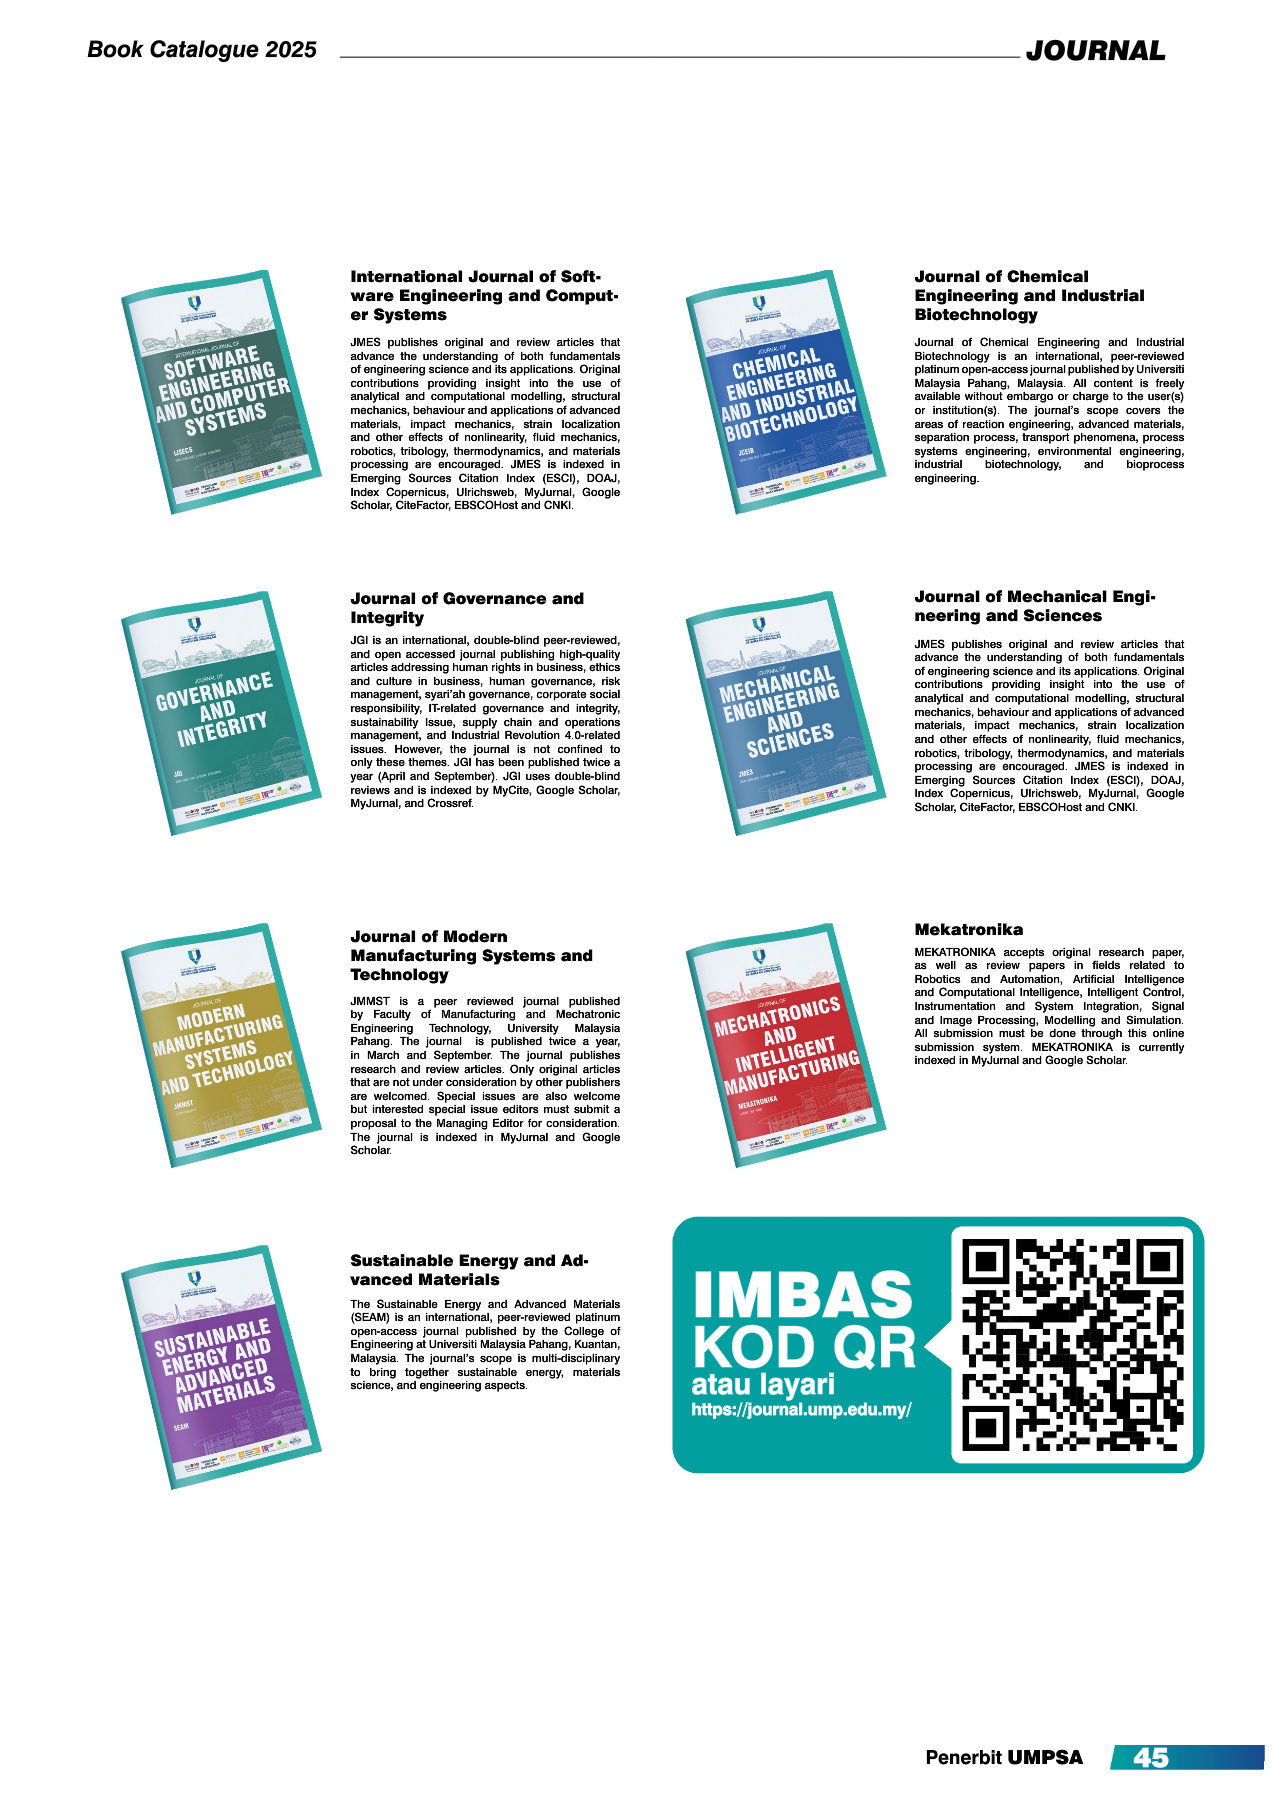 Book Catalogue 2025
JOURNAL
INTERNATIONAL JOURNAL OF
SOFTWARE
ENGINEERING
AND COMPUTER
SYSTEMS
IJSECS
International Journal of Soft-
ware Engineering and Comput-
er Systems
JMES publishes original and review articles that
advance the understanding of both fundamentals
of engineering science and its applications. Original
contributions providing insight into the use of
analytical and computational modelling, structural
mechanics, behaviour and applications of advanced
materials, impact mechanics, strain localization
and other effects of nonlinearity, fluid mechanics,
robotics, tribology, thermodynamics, and materials
processing are encouraged. JMES is indexed in
Emerging Sources Citation Index (ESCI), DOAJ,
Index Copernicus, Ulrichsweb, MyJurnal, Google
Scholar, CiteFactor, EBSCOHost and CNKI.
JOURNAL OF
CHEMICAL
ENGINEERING
AND INDUSTRIAL
BIOTECHNOLOGY
JCEIB
Journal of Chemical
Engineering and Industrial
Biotechnology
Journal of Chemical Engineering and Industrial
Biotechnology is an international, peer-reviewed
platinum open-access journal published by Universiti
Malaysia Pahang, Malaysia. All content is freely
available without embargo or charge to the user(s)
or institution(s). The journal's scope covers the
areas of reaction engineering, advanced materials,
separation process, transport phenomena, process
systems engineering, environmental engineering,
industrial biotechnology, and bioprocess
engineering.
JOURNAL OF
GOVERNANCE
AND
INTEGRITY
JGI
Journal of Governance and
Integrity
JGI is an international, double-blind peer-reviewed,
and open accessed journal publishing high-quality
articles addressing human rights in business, ethics
and culture in business, human governance, risk
management, syari'ah governance, corporate social
responsibility, IT-related governance and integrity,
sustainability Issue, supply chain and operations
management, and Industrial Revolution 4.0-related
issues. However, the journal is not confined to
only these themes. JGI has been published twice a
year (April and September). JGI uses double-blind
reviews and is indexed by MyCite, Google Scholar,
MyJurnal, and Crossref.
JOURNAL OF
MECHANICAL
ENGINEERING
AND
SCIENCES
JMES
Journal of Mechanical Engi-
neering and Sciences
JMES publishes original and review articles that
advance the understanding of both fundamentals
of engineering science and its applications. Original
contributions providing insight into the use of
analytical and computational modelling, structural
mechanics, behaviour and applications of advanced
materials, impact mechanics, strain localization
and other effects of nonlinearity, fluid mechanics,
robotics, tribology, thermodynamics, and materials
processing are encouraged. JMES is indexed in
Emerging Sources Citation Index (ESCI), DOAJ,
Index Copernicus, Ulrichsweb, MyJurnal, Google
Scholar, CiteFactor, EBSCOHost and CNKI.
JOURNAL OF
MODERN
MANUFACTURING
SYSTEMS
AND TECHNOLOGY
JMMST
Journal of Modern
Manufacturing Systems and
Technology
JMMST is a peer reviewed journal published
by Faculty of Manufacturing and Mechatronic
Engineering Technology, University Malaysia
Pahang. The journal is published twice a year,
in March and September. The journal publishes
research and review articles. Only original articles
that are not under consideration by other publishers
are welcomed. Special issues are also welcome
but interested special issue editors must submit a
proposal to the Managing Editor for consideration.
The journal is indexed in MyJurnal and Google
Scholar.
JOURNAL OF
MECHATRONICS
AND
INTELLIGENT
MANUFACTURING
MEKATRONIKA
Mekatronika
MEKATRONIKA accepts original research paper,
as well as review papers in fields related to
Robotics and Automation, Artificial Intelligence
and Computational Intelligence, Intelligent Control,
Instrumentation and System Integration, Signal
and Image Processing, Modelling and Simulation.
All submission must be done through this online
submission system. MEKATRONIKA is currently
indexed in MyJurnal and Google Scholar.
SUSTAINABLE
ENERGY AND
ADVANCED
MATERIALS
SEAM
Sustainable Energy and Ad-
vanced Materials
The Sustainable Energy and Advanced Materials
(SEAM) is an international, peer-reviewed platinum
open-access journal published by the College of
Engineering at Universiti Malaysia Pahang, Kuantan,
Malaysia. The journal's scope is multi-disciplinary
to bring together sustainable energy, materials
science, and engineering aspects.
IMBAS
KOD QR
atau layari
https://journal.ump.edu.my/
Penerbit UMPSA
45